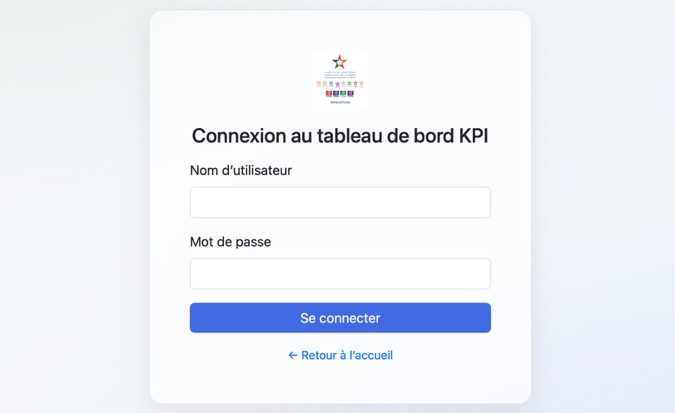 Connexion au tableau de bord KPI
Nom d’utilisateur
Mot de passe
Se connecter
← Retour à l’accueil